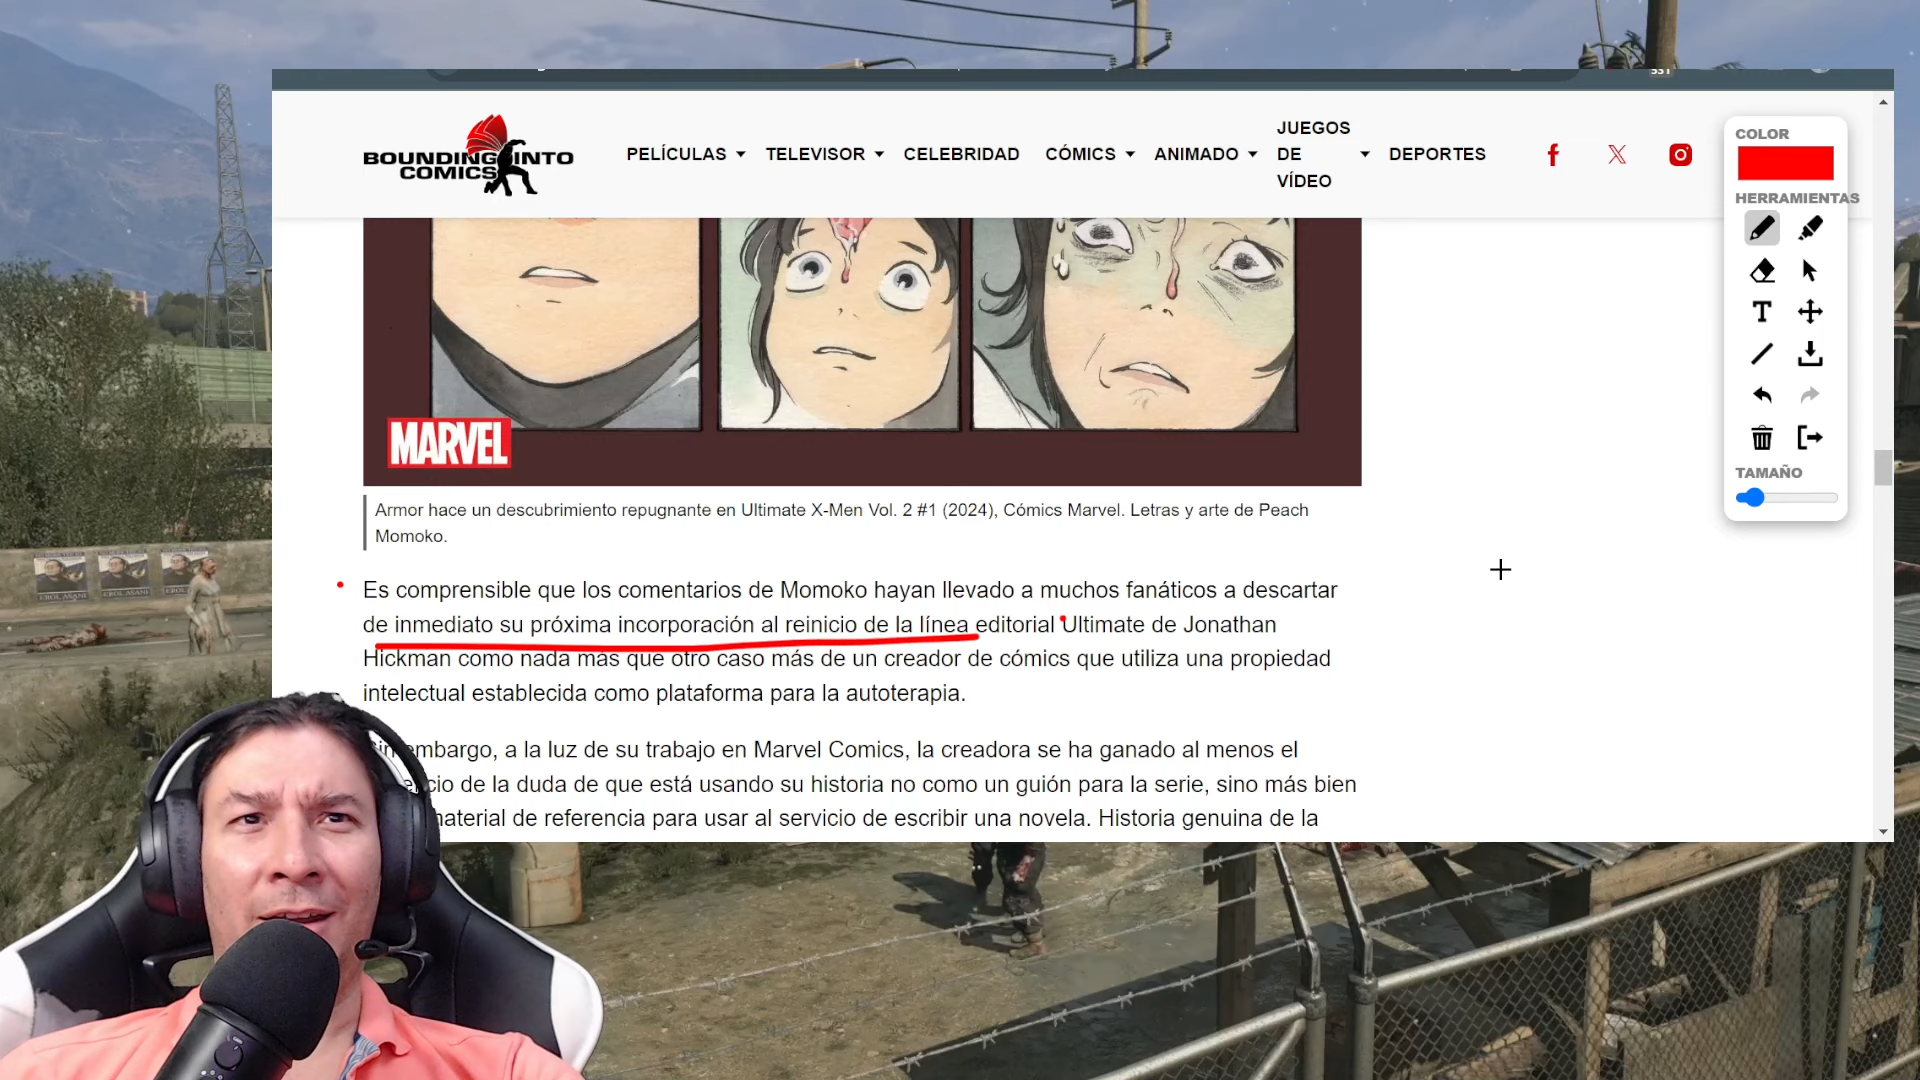 531
BOUNDING INTO
COMICS
PELÍCULAS
TELEVISOR
CELEBRIDAD
CÓMICS
ANIMADO
JUEGOS
DE
VÍDEO
DEPORTES
COLOR
HERRAMIENTAS
TAMAÑO
MARVEL
Armor hace un descubrimiento repugnante en Ultimate X-Men Vol. 2 #1 (2024), Cómics Marvel. Letras y arte de Peach
Momoko.
Es comprensible que los comentarios de Momoko hayan llevado a muchos fanáticos a descartar
de inmediato su próxima incorporación al reinicio de la línea editorial Ultimate de Jonathan
Hickman como nada más que otro caso más de un creador de cómics que utiliza una propiedad
intelectual establecida como plataforma para la autoterapia.
embargo, a la luz de su trabajo en Marvel Comics, la creadora se ha ganado al menos el
de la duda de que está usando su historia no como un guión para la serie, sino más bien
material de referencia para usar al servicio de escribir una novela. Historia genuina de la